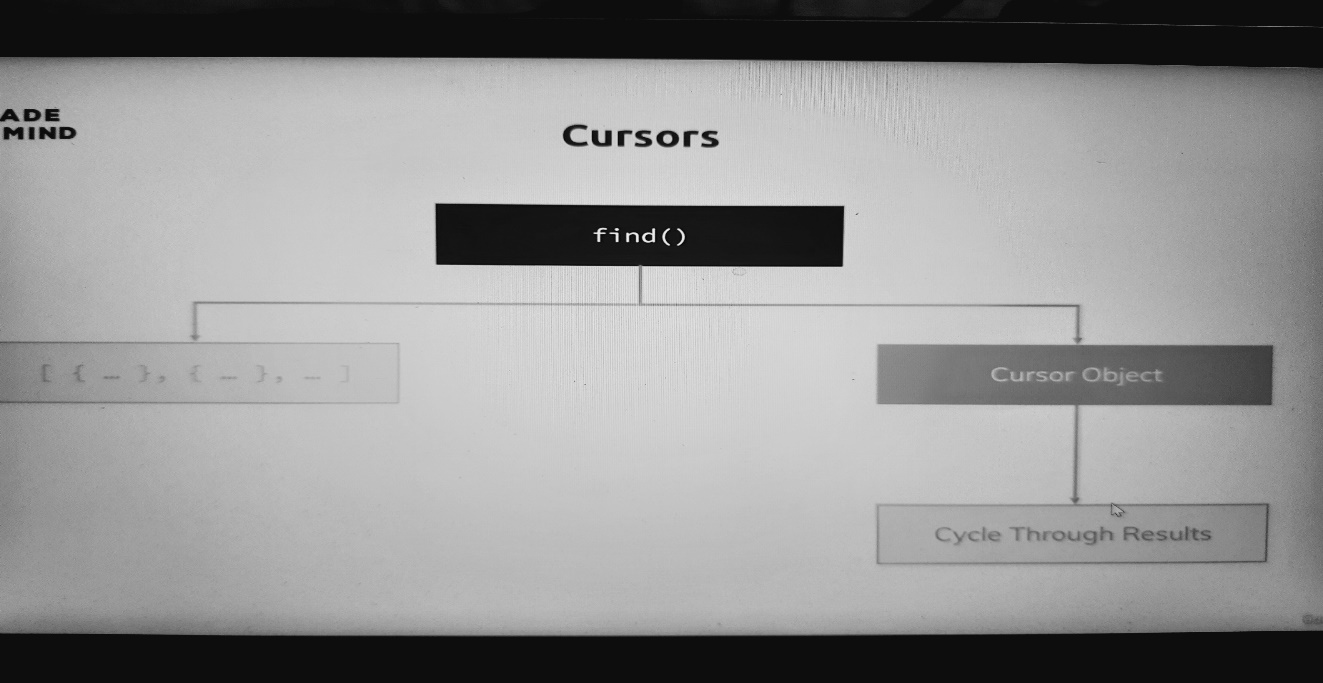 ADE
MIND
Cursors
find()
[ { … }, { … }, … ]
Cursor Object
Cycle Through Results